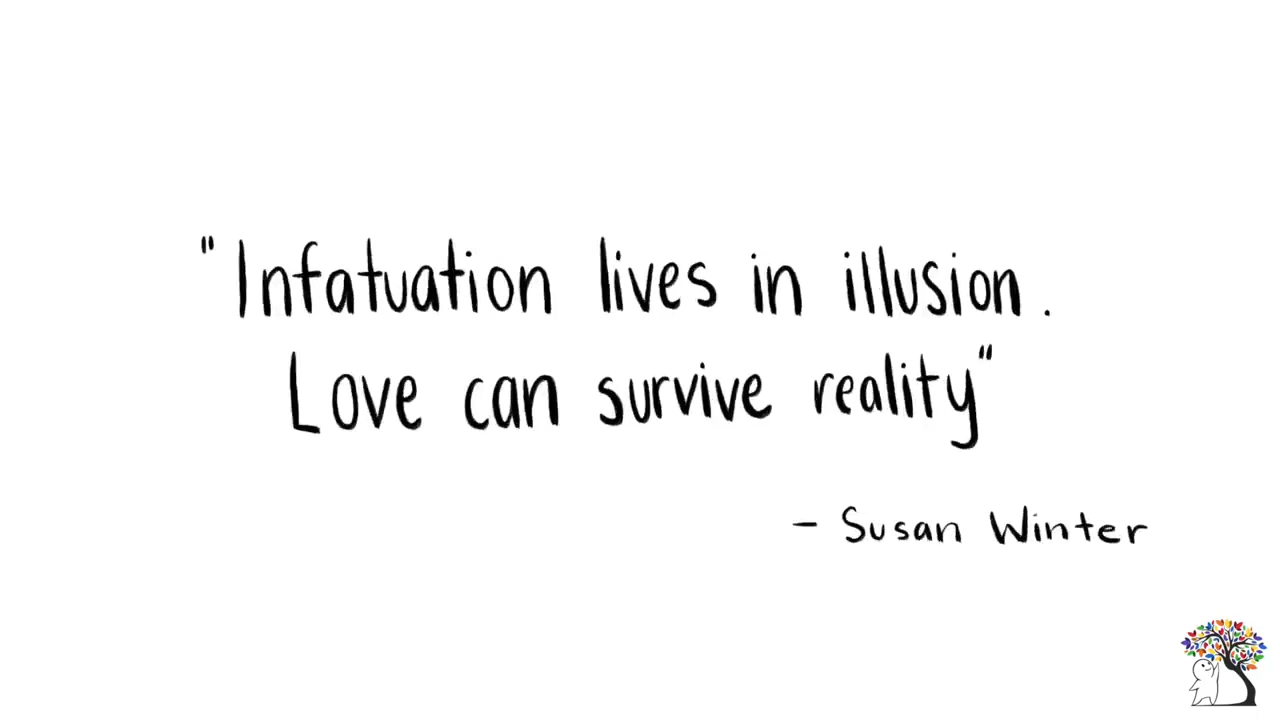 "Infatuation lives in illusion.
Love can survive reality"
- Susan Winter